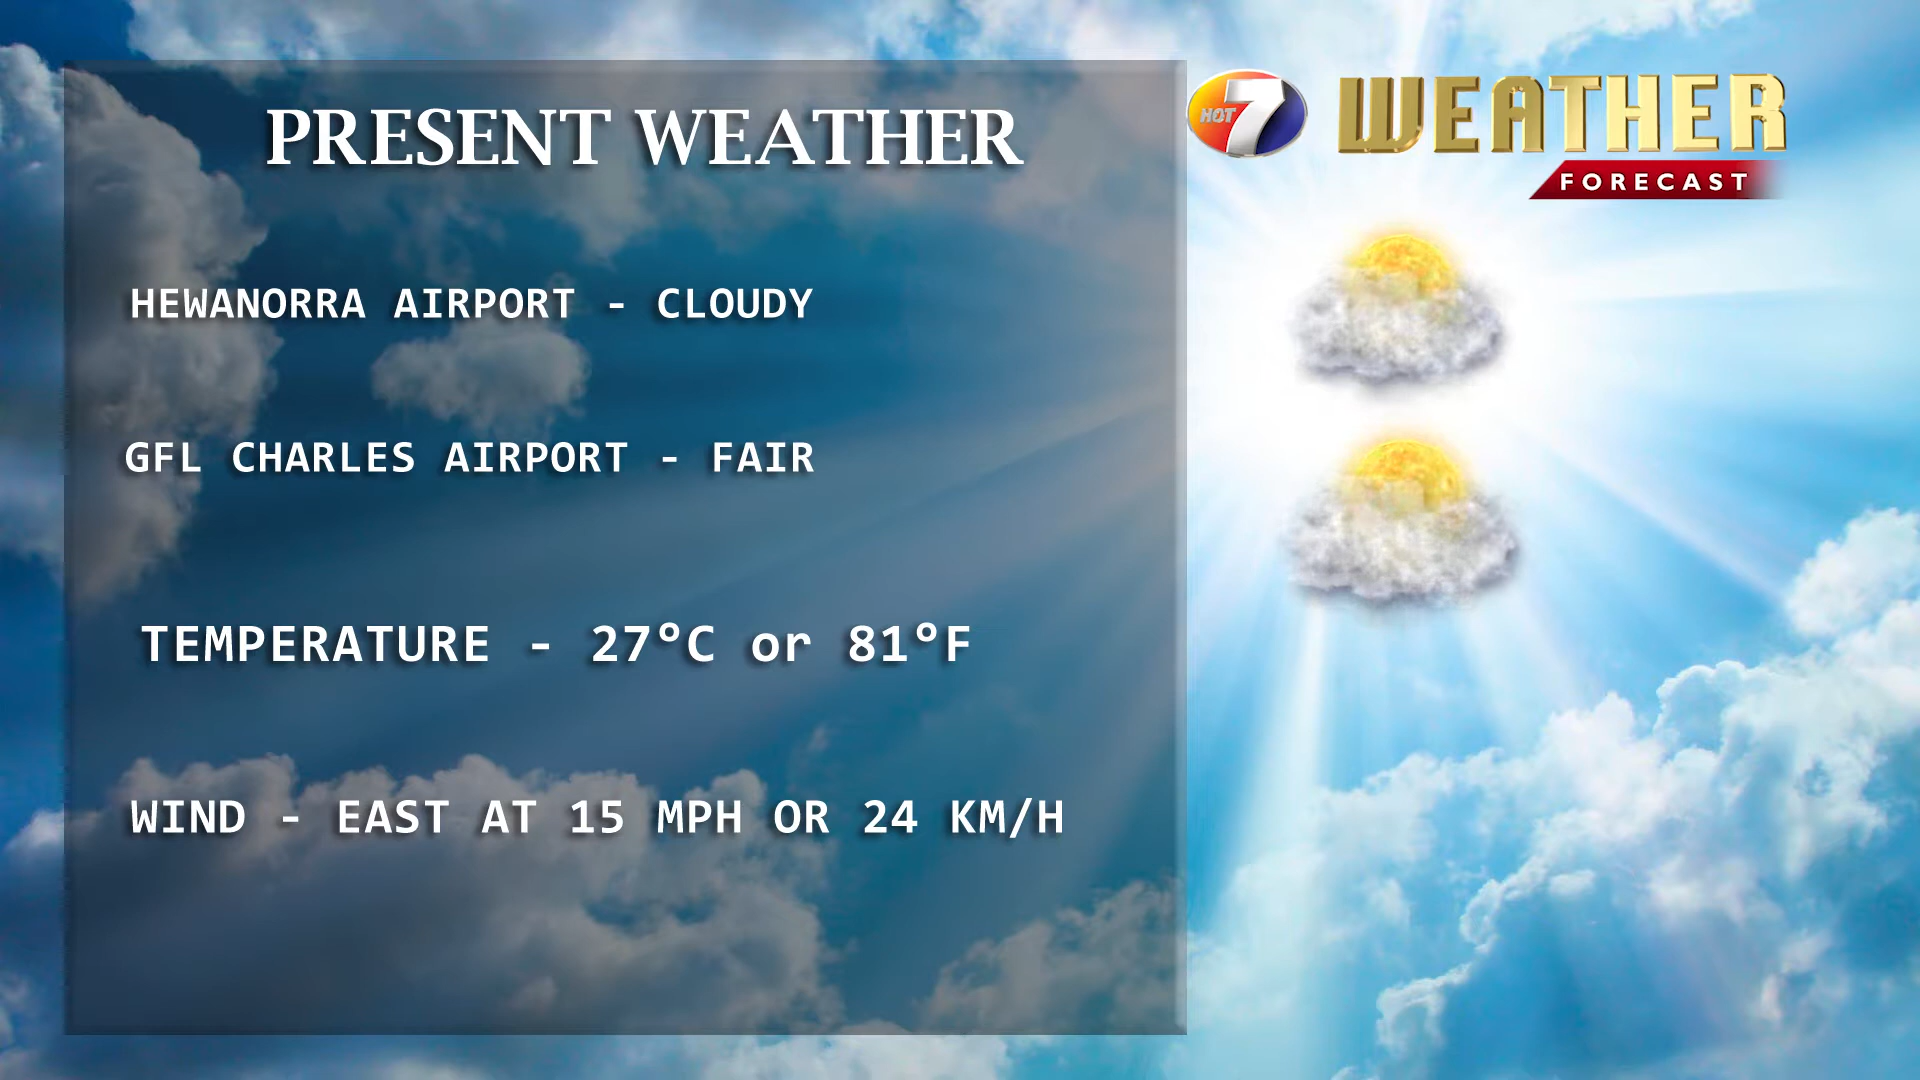 PRESENT WEATHER
HOT 7 WEATHER
FORECAST
HEWANORRA AIRPORT - CLOUDY
GFL CHARLES AIRPORT - FAIR
TEMPERATURE - 27°C or 81°F
WIND - EAST AT 15 MPH OR 24 KM/H